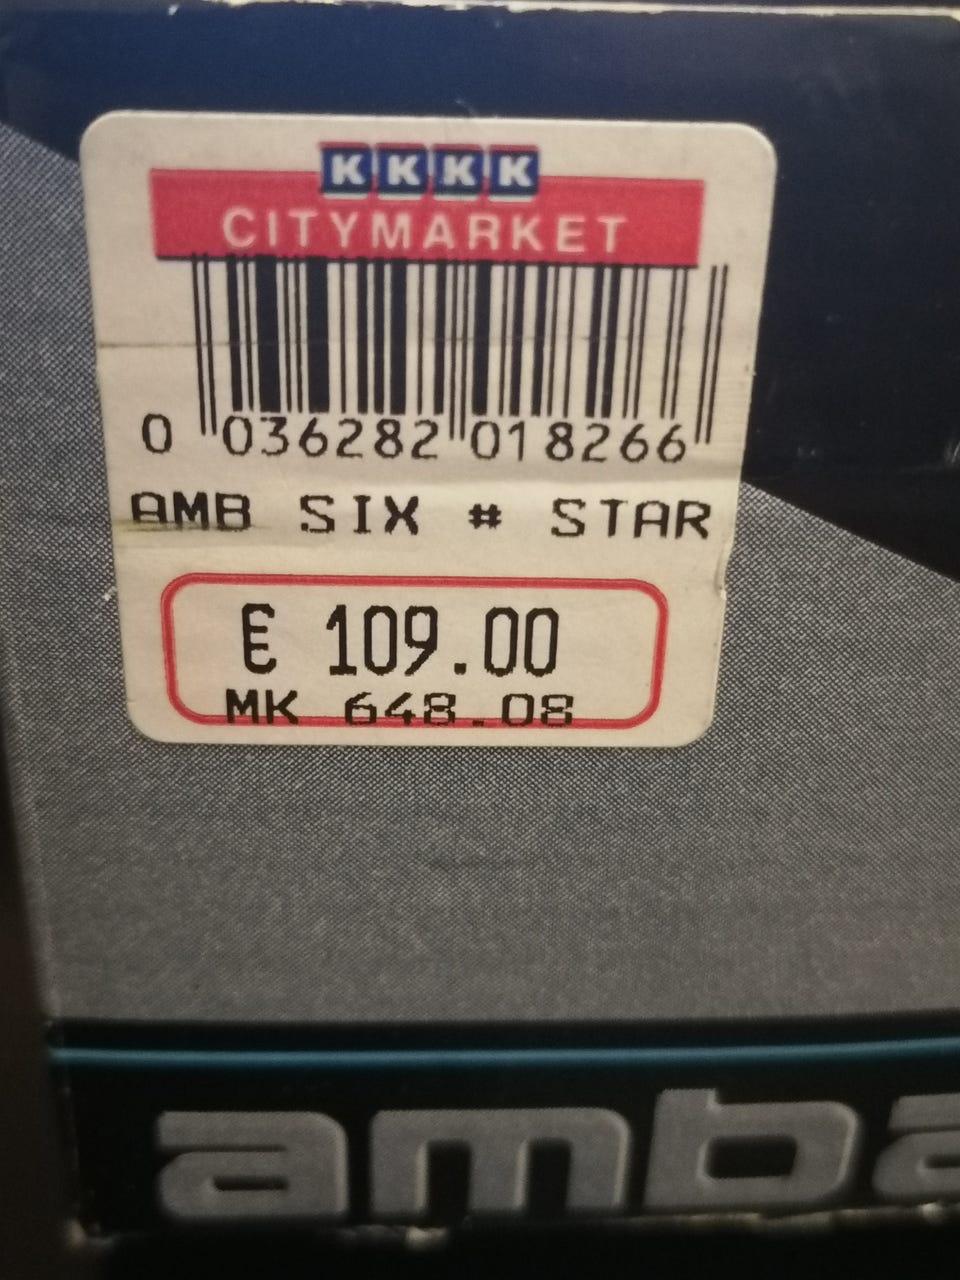 KKKK
CITYMARKET
0 036282 018266
AMB SIX # STAR
€ 109.00
MK 648.08
amba